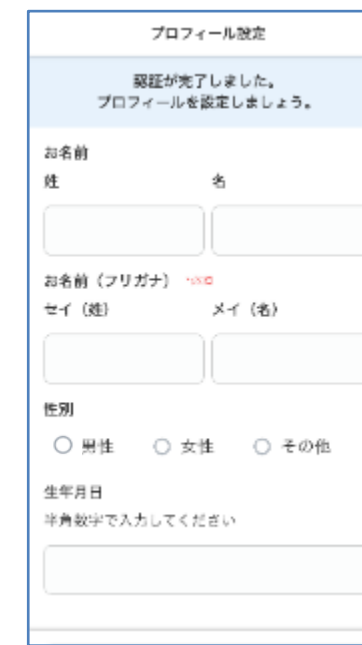 プロフィール設定
認証が完了しました。
プロフィールを設定しましょう。
お名前
姓 名
お名前（フリガナ）
セイ（姓） メイ（名）
性別
男性 女性 その他
生年月日
半角数字で入力してください